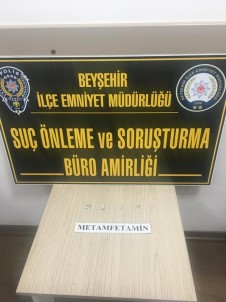 BEYŞEHİR
İLÇE EMNİYET MÜDÜRLÜĞÜ
SUÇ ÖNLEME ve SORUŞTURMA
BÜRO AMİRLİĞİ
METAMFETAMİN